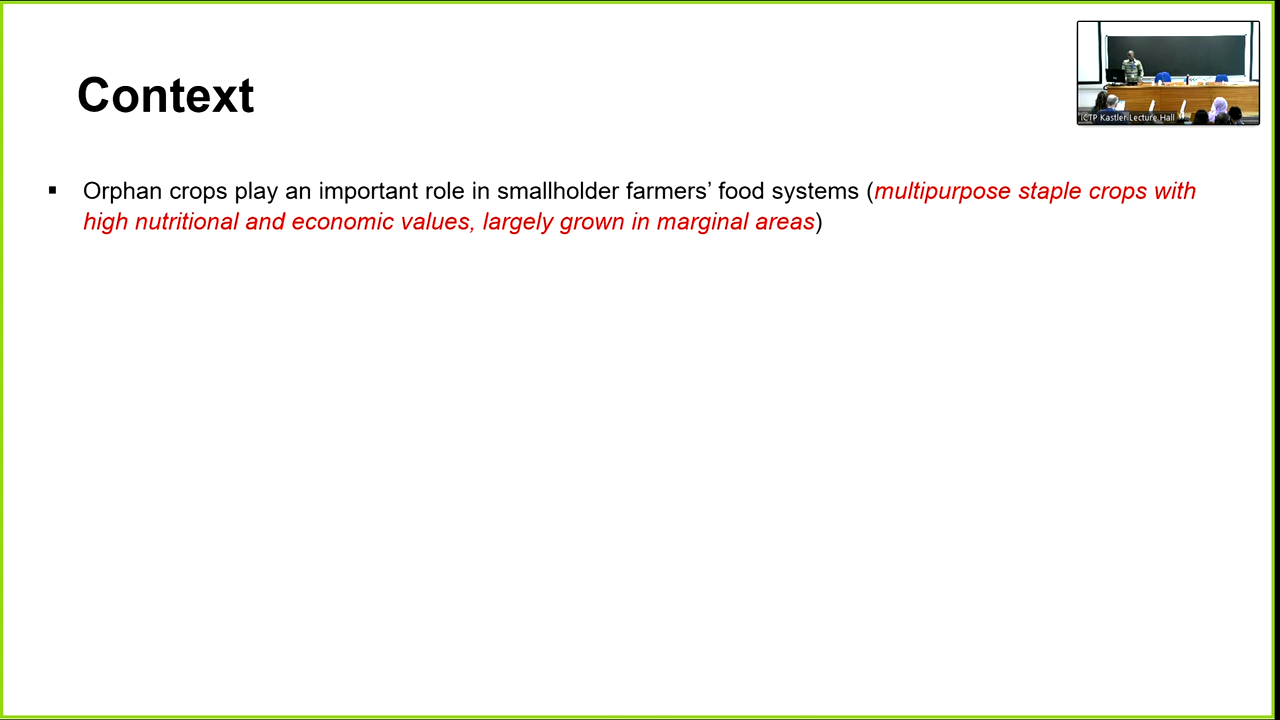 Context
ICTP Kastler Lecture Hall
▪ Orphan crops play an important role in smallholder farmers’ food systems (multipurpose staple crops with
high nutritional and economic values, largely grown in marginal areas)